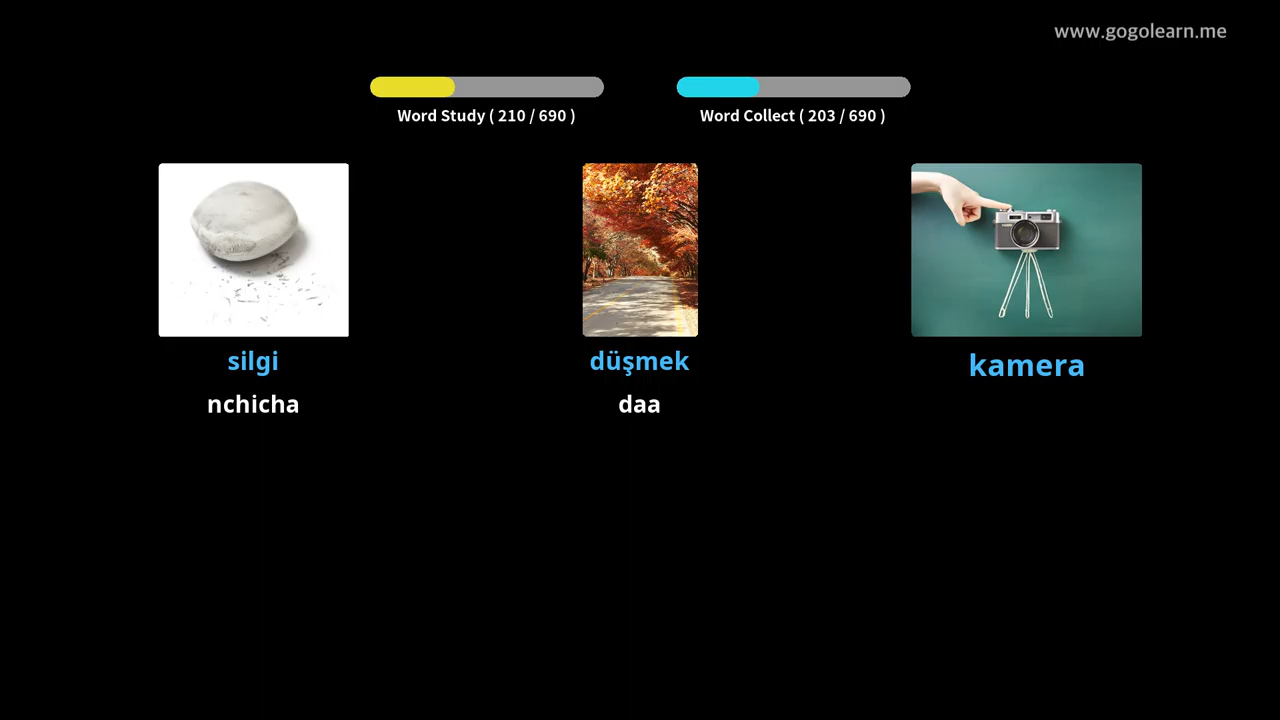 www.gogolearn.me
Word Study ( 210 / 690 )
Word Collect ( 203 / 690 )
silgi
nchicha
düşmek
daa
kamera